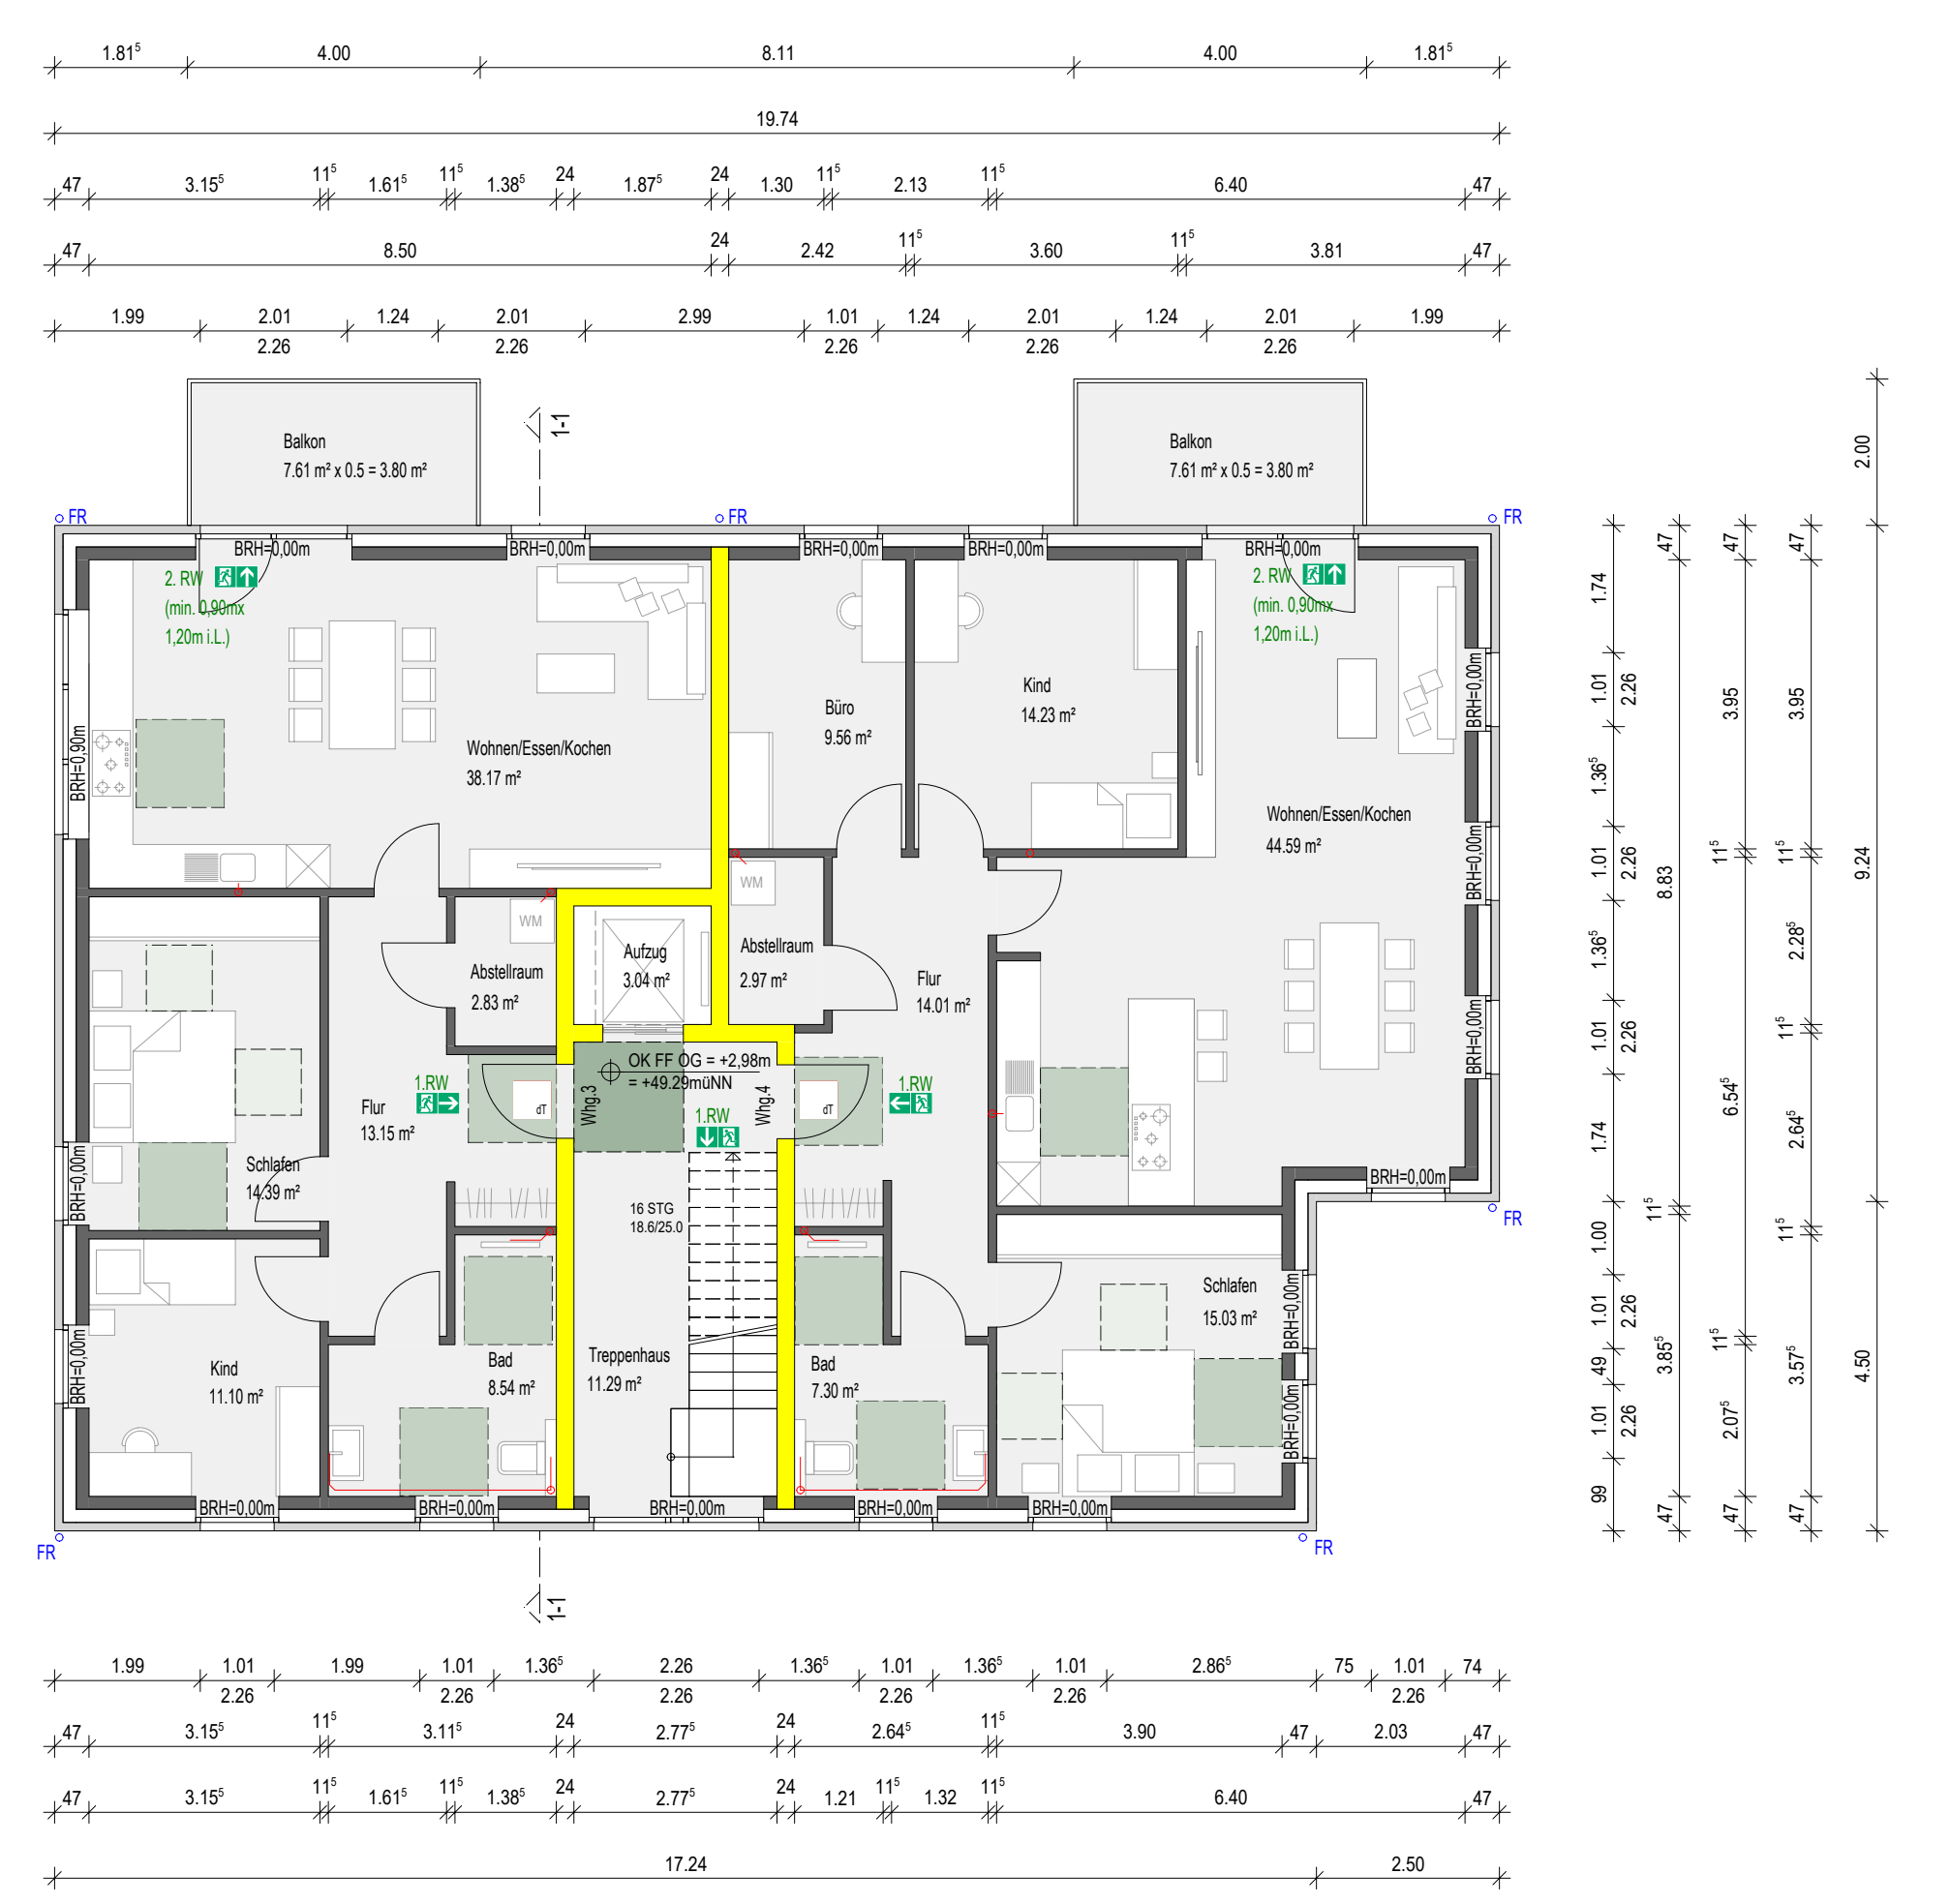 1.81⁵ 4.00 8.11 4.00 1.81⁵
19.74
47 3.15⁵ 11⁵ 1.61⁵ 11⁵ 1.38⁵ 24 1.87⁵ 24 1.30 11⁵ 2.13 11⁵ 6.40 47
47 8.50 24 2.42 11⁵ 3.60 11⁵ 3.81 47
1.99 2.01 1.24 2.01 2.99 1.01 1.24 2.01 1.24 2.01 1.99
2.26 2.26 2.26 2.26 2.26
Balkon
7.61 m² x 0.5 = 3.80 m²
1-1
Balkon
7.61 m² x 0.5 = 3.80 m²
2.00
FR FR FR
BRH=0,00m BRH=0,00m BRH=0,00m BRH=0,00m BRH=0,00m
2. RW
(min. 0,90mx
1,20m i.L.)
2. RW
(min. 0,90mx
1,20m i.L.)
BRH=0,90m
Wohnen/Essen/Kochen
38.17 m²
Büro
9.56 m²
Kind
14.23 m²
Wohnen/Essen/Kochen
44.59 m²
BRH=0,00m
BRH=0,00m
BRH=0,00m
WM
WM
Abstellraum
2.83 m²
Aufzug
3.04 m²
Abstellraum
2.97 m²
Flur
14.01 m²
OK FF OG = +2,98m
= +49.29müNN
1.RW
1.RW
1.RW
Whg.3
Whg.4
dT
dT
Flur
13.15 m²
Schlafen
14.39 m²
BRH=0,00m
BRH=0,00m
16 STG
18.6/25.0
BRH=0,00m
FR
Kind
11.10 m²
Bad
8.54 m²
Treppenhaus
11.29 m²
Bad
7.30 m²
Schlafen
15.03 m²
BRH=0,00m
BRH=0,00m
BRH=0,00m BRH=0,00m BRH=0,00m BRH=0,00m BRH=0,00m
FR FR
1-1
1.74 1.01 1.36⁵ 1.01 1.36⁵ 1.01 1.74 1.00 1.01 49 1.01 99
2.26 2.26 2.26 2.26 2.26
47 8.83 11⁵ 3.85⁵ 47
47 3.95 11⁵ 6.54⁵ 11⁵ 2.07⁵ 47
47 3.95 11⁵ 2.28⁵ 11⁵ 2.64⁵ 11⁵ 3.57⁵ 47
9.24 4.50
1.99 1.01 1.99 1.01 1.36⁵ 2.26 1.36⁵ 1.01 1.36⁵ 1.01 2.86⁵ 75 1.01 74
2.26 2.26 2.26 2.26 2.26 2.26
47 3.15⁵ 11⁵ 3.11⁵ 24 2.77⁵ 24 2.64⁵ 11⁵ 3.90 47 2.03 47
47 3.15⁵ 11⁵ 1.61⁵ 11⁵ 1.38⁵ 24 2.77⁵ 24 1.21 11⁵ 1.32 11⁵ 6.40 47
17.24 2.50